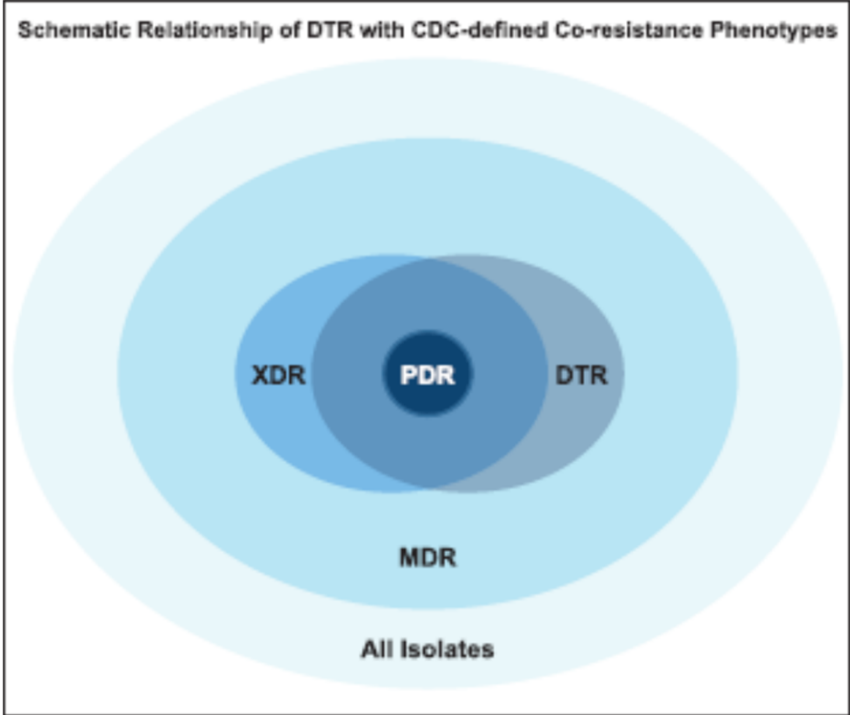 Schematic Relationship of DTR with CDC-defined Co-resistance Phenotypes
XDR
PDR
DTR
MDR
All Isolates